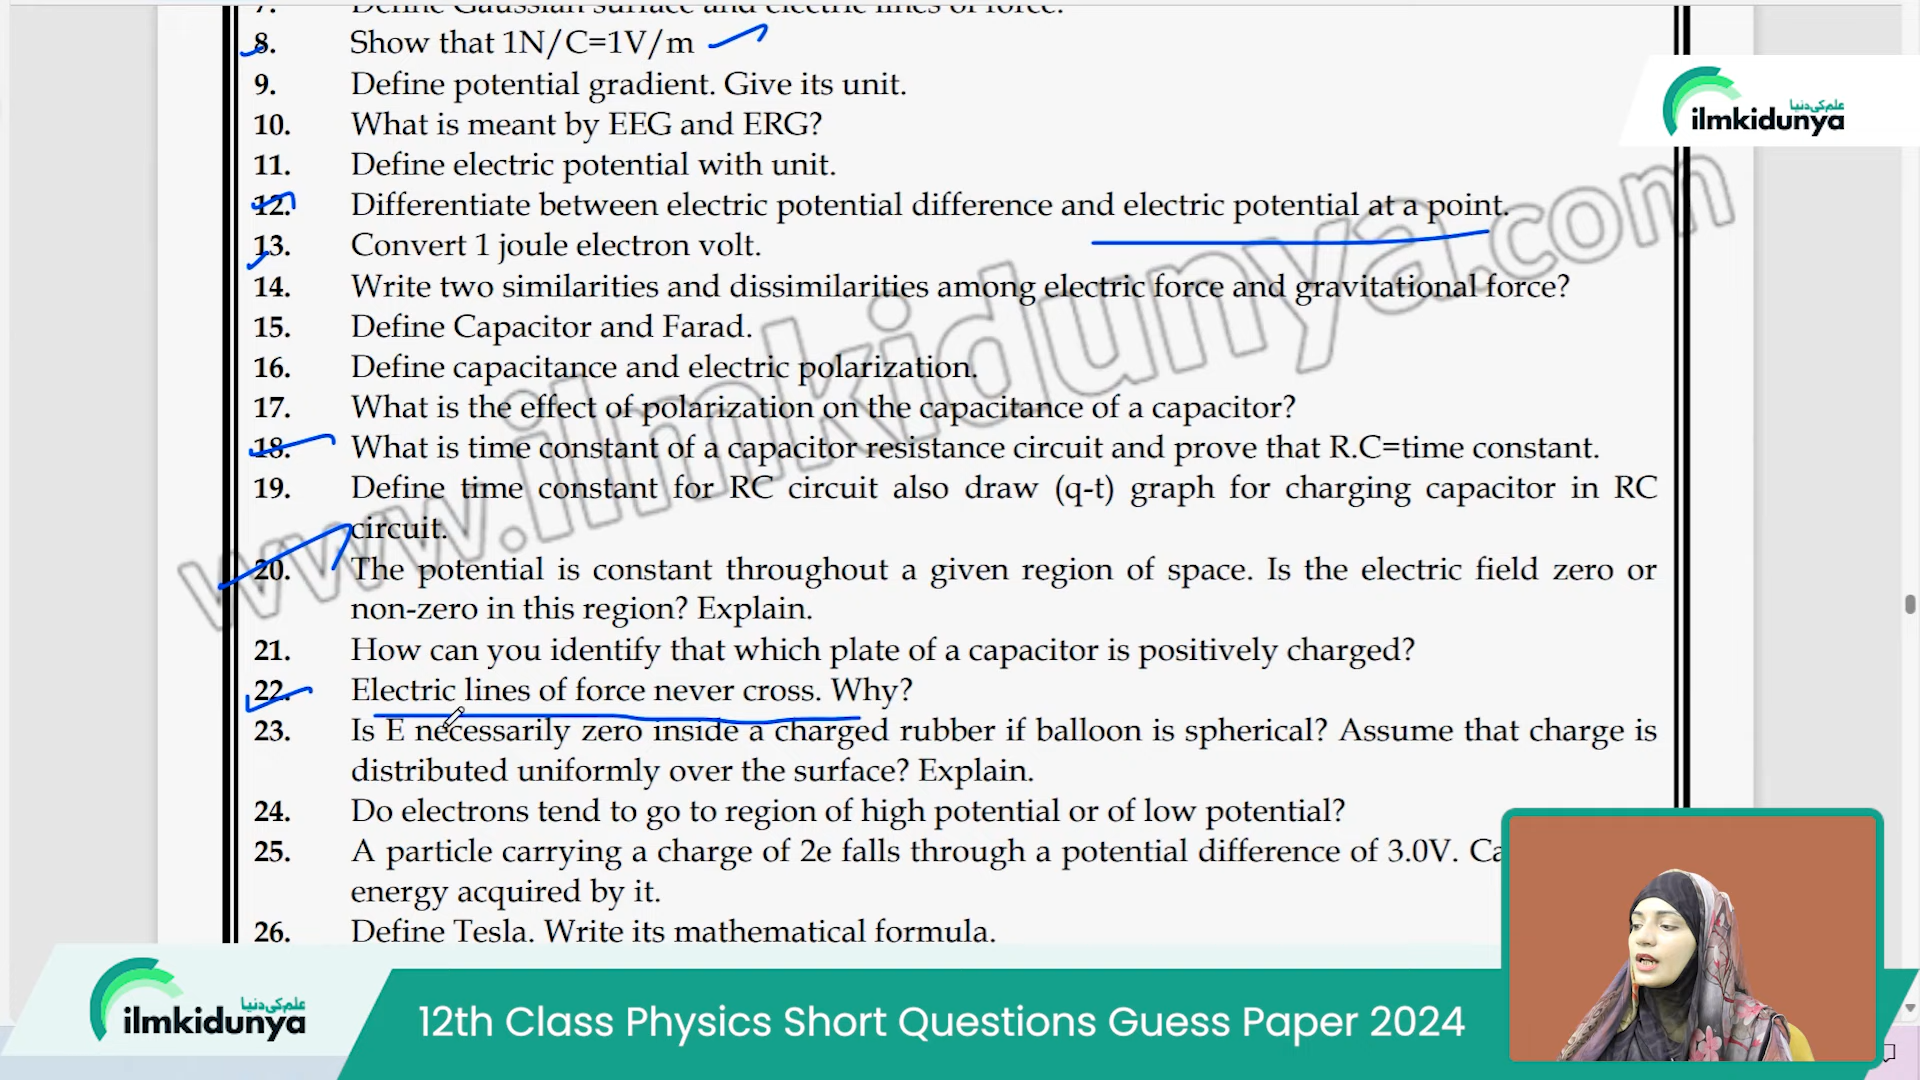 7. Define Gaussian surface and electric lines of force.
8. Show that 1N/C=1V/m
9. Define potential gradient. Give its unit.
10. What is meant by EEG and ERG?
11. Define electric potential with unit.
12. Differentiate between electric potential difference and electric potential at a point.
13. Convert 1 joule electron volt.
14. Write two similarities and dissimilarities among electric force and gravitational force?
15. Define Capacitor and Farad.
16. Define capacitance and electric polarization.
17. What is the effect of polarization on the capacitance of a capacitor?
18. What is time constant of a capacitor resistance circuit and prove that R.C=time constant.
19. Define time constant for RC circuit also draw (q-t) graph for charging capacitor in RC
circuit.
20. The potential is constant throughout a given region of space. Is the electric field zero or
non-zero in this region? Explain.
21. How can you identify that which plate of a capacitor is positively charged?
22. Electric lines of force never cross. Why?
23. Is E necessarily zero inside a charged rubber if balloon is spherical? Assume that charge is
distributed uniformly over the surface? Explain.
24. Do electrons tend to go to region of high potential or of low potential?
25. A particle carrying a charge of 2e falls through a potential difference of 3.0V. Ca
energy acquired by it.
26. Define Tesla. Write its mathematical formula.
www.ilmkidunya.com
علم کی دنیا
ilmkidunya
علم کی دنیا
ilmkidunya
12th Class Physics Short Questions Guess Paper 2024